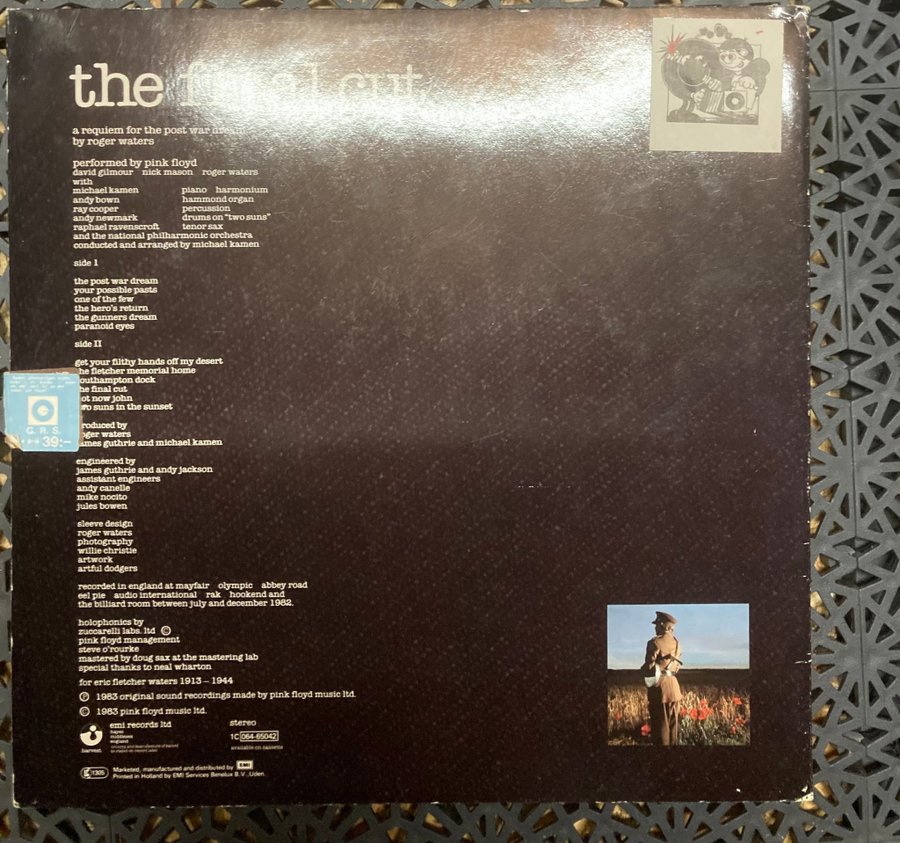 the final cut
a requiem for the post war dream
by roger waters
performed by pink floyd
david gilmour nick mason roger waters
with
michael kamen piano harmonium
andy bown hammond organ
ray cooper percussion
andy newmark drums on "two suns"
raphael ravenscroft tenor sax
and the national philharmonic orchestra
conducted and arranged by michael kamen
side I
the post war dream
your possible pasts
one of the few
the hero's return
the gunners dream
paranoid eyes
side II
get your filthy hands off my desert
the fletcher memorial home
southampton dock
the final cut
not now john
two suns in the sunset
G. R. S.
39:-
produced by
roger waters
james guthrie and michael kamen
engineered by
james guthrie and andy jackson
assistant engineers
andy canelle
mike nocito
jules bowen
sleeve design
roger waters
photography
willie christie
artwork
artful dodgers
recorded in england at mayfair olympic abbey road
eel pie audio international rak hookend and
the billiard room between july and december 1982.
holophonics by
zuccarelli labs. ltd ©
pink floyd management
steve o'rourke
mastered by doug sax at the mastering lab
special thanks to neal wharton
for eric fletcher waters 1913 – 1944
℗ 1983 original sound recordings made by pink floyd music ltd.
© 1983 pink floyd music ltd.
emi records ltd stereo
hayes
middlesex
england
1C 064-65042
harvest
available on cassette
1305
Marketed, manufactured and distributed by EMI
Printed in Holland by EMI Services Benelux B.V., Uden.